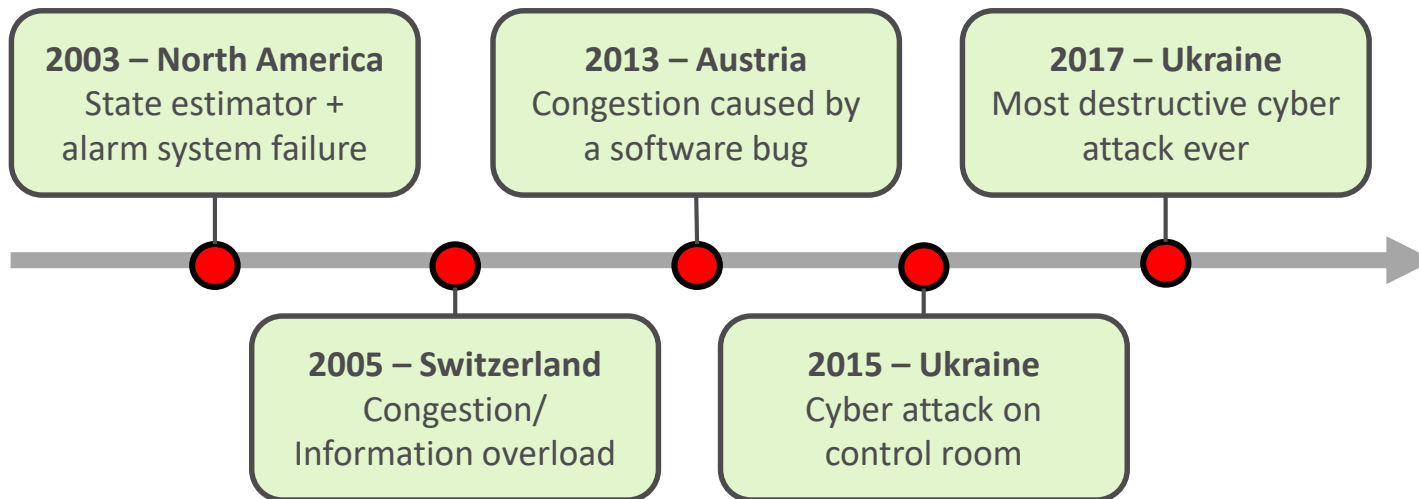 2003 – North America
State estimator +
alarm system failure
2005 – Switzerland
Congestion/
Information overload
2013 – Austria
Congestion caused by
a software bug
2015 – Ukraine
Cyber attack on
control room
2017 – Ukraine
Most destructive cyber
attack ever